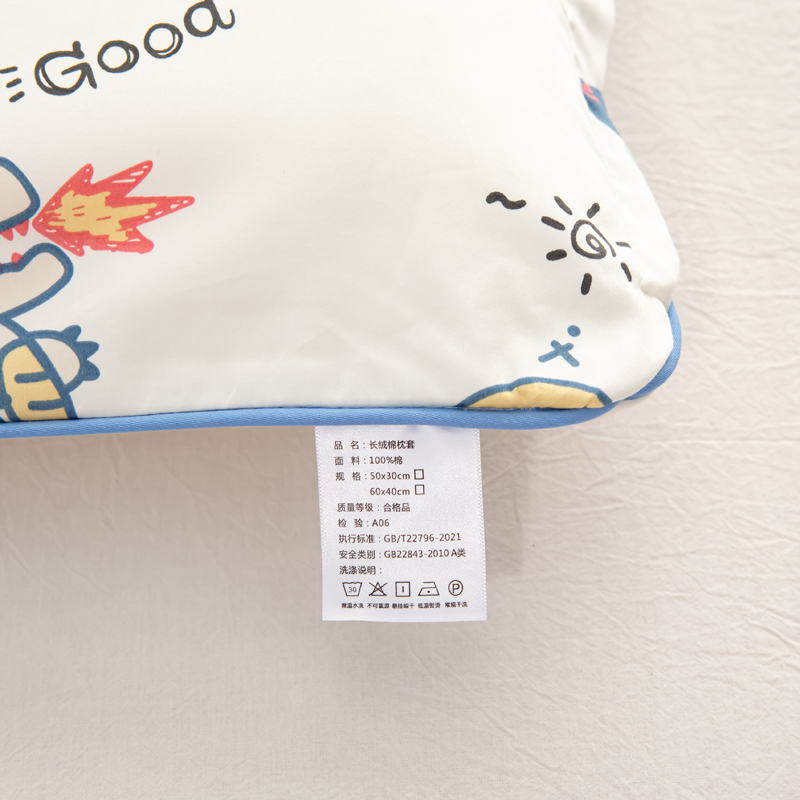 Good
品 名：长绒棉枕套
面 料：100%棉
规 格：50x30cm
60x40cm
质量等级：合格品
检 验：A06
执行标准：GB/T22796-2021
安全类别：GB22843-2010 A类
洗涤说明：
30 P
常温水洗 不可氯漂 悬挂晾干 低温熨烫 常规干洗